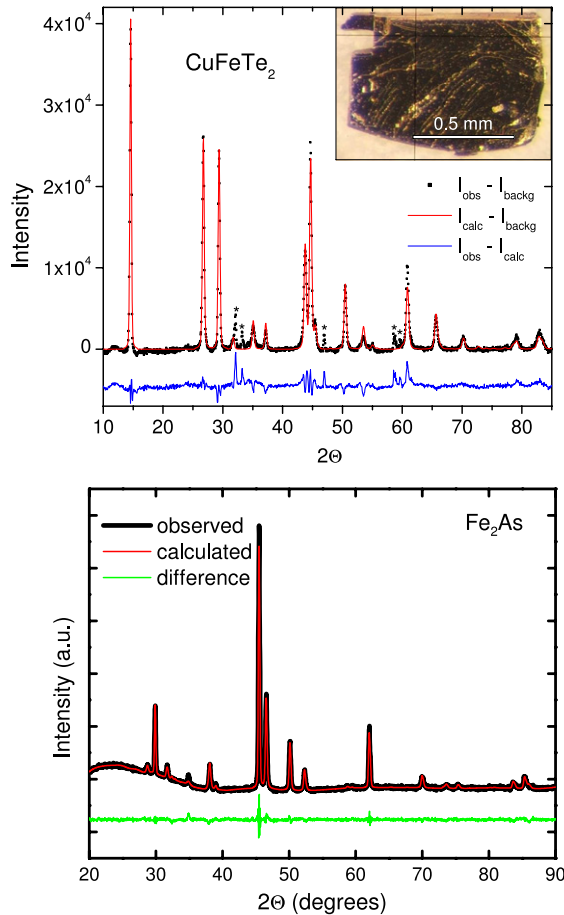 4x10⁴
3x10⁴
2x10⁴
1x10⁴
0
Intensity
CuFeTe₂
0.5 mm
I_obs - I_backg
I_calc - I_backg
I_obs - I_calc
* * * * *
10 20 30 40 50 60 70 80
2Θ
observed
calculated
difference
Fe₂As
Intensity (a.u.)
20 30 40 50 60 70 80 90
2Θ (degrees)